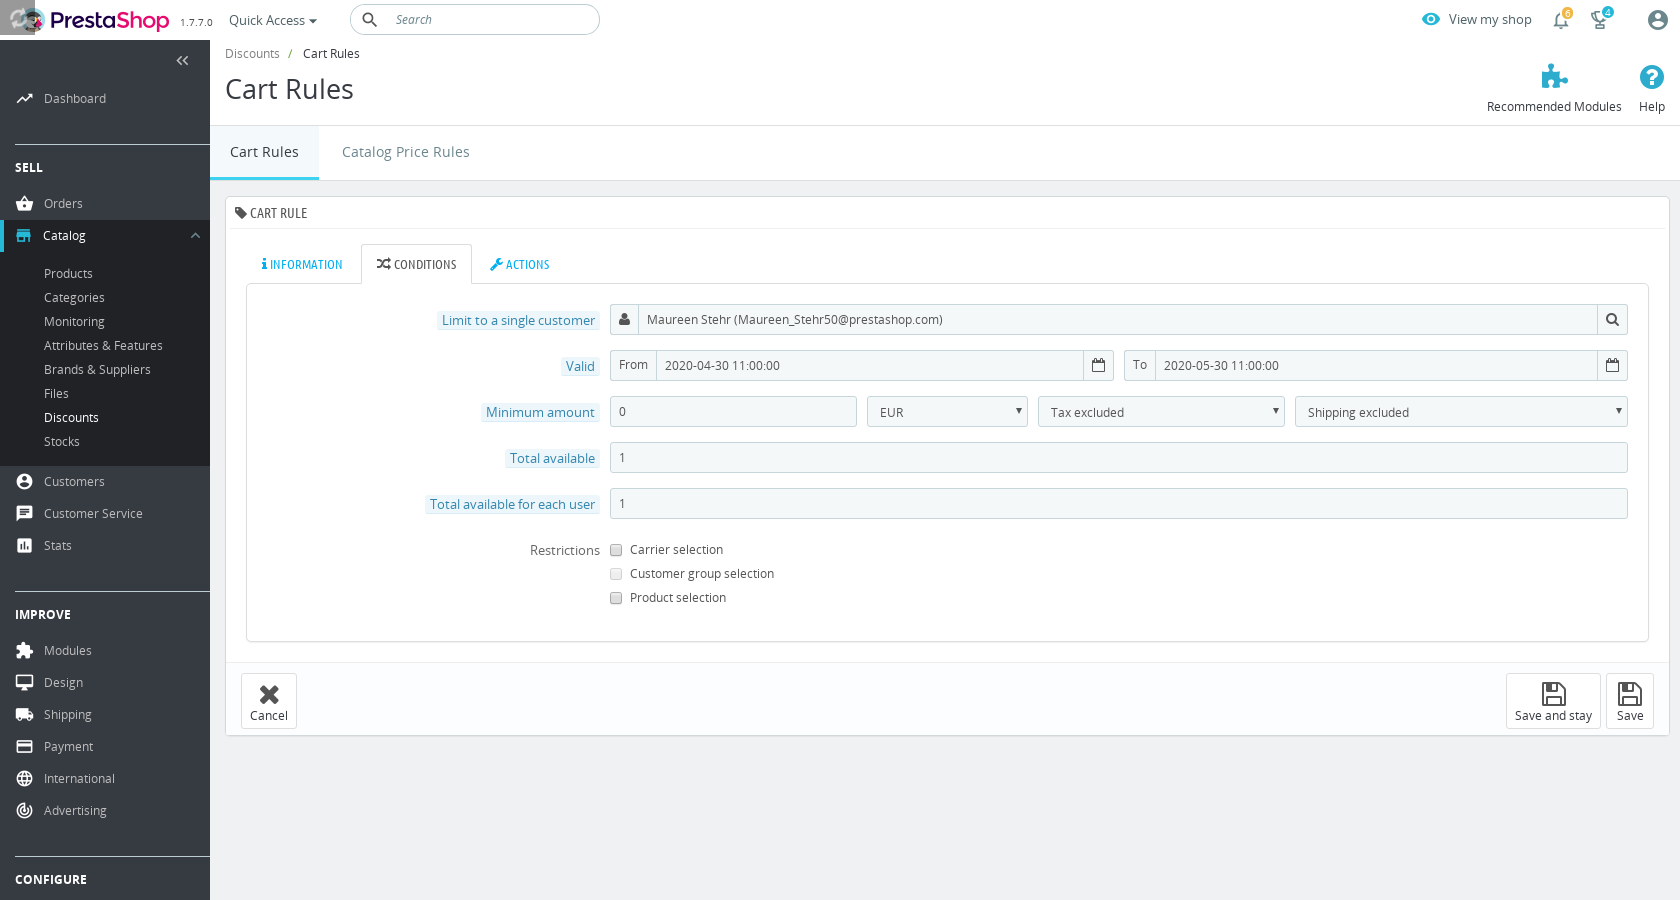 PrestaShop 1.7.7.0 Quick Access Search View my shop 6 4
Discounts / Cart Rules
Cart Rules
Recommended Modules Help
Cart Rules Catalog Price Rules
Dashboard
SELL
Orders
Catalog
Products
Categories
Monitoring
Attributes & Features
Brands & Suppliers
Files
Discounts
Stocks
Customers
Customer Service
Stats
IMPROVE
Modules
Design
Shipping
Payment
International
Advertising
CONFIGURE
CART RULE
INFORMATION CONDITIONS ACTIONS
Limit to a single customer Maureen Stehr (Maureen_Stehr50@prestashop.com)
Valid From 2020-04-30 11:00:00 To 2020-05-30 11:00:00
Minimum amount 0 EUR Tax excluded Shipping excluded
Total available 1
Total available for each user 1
Restrictions Carrier selection
Customer group selection
Product selection
Cancel Save and stay Save